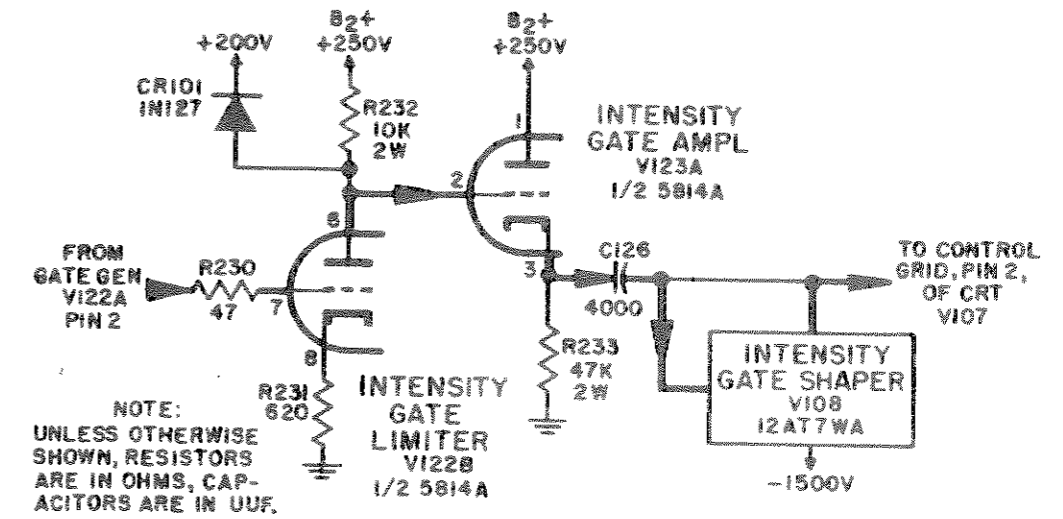 B2+
+250V
+200V
CR101
1N127
R232
10K
2W
B2+
+250V
INTENSITY
GATE AMPL
V123A
1/2 5814A
1
2
3
6
7
8
FROM
GATE GEN
V122A
PIN 2
R230
47
R231
620
INTENSITY
GATE
LIMITER
V122B
1/2 5814A
C126
4000
R233
47K
2W
TO CONTROL
GRID, PIN 2,
OF CRT
V107
INTENSITY
GATE SHAPER
V108
12AT7WA
-1500V
NOTE:
UNLESS OTHERWISE
SHOWN, RESISTORS
ARE IN OHMS, CAP-
ACITORS ARE IN UUF.